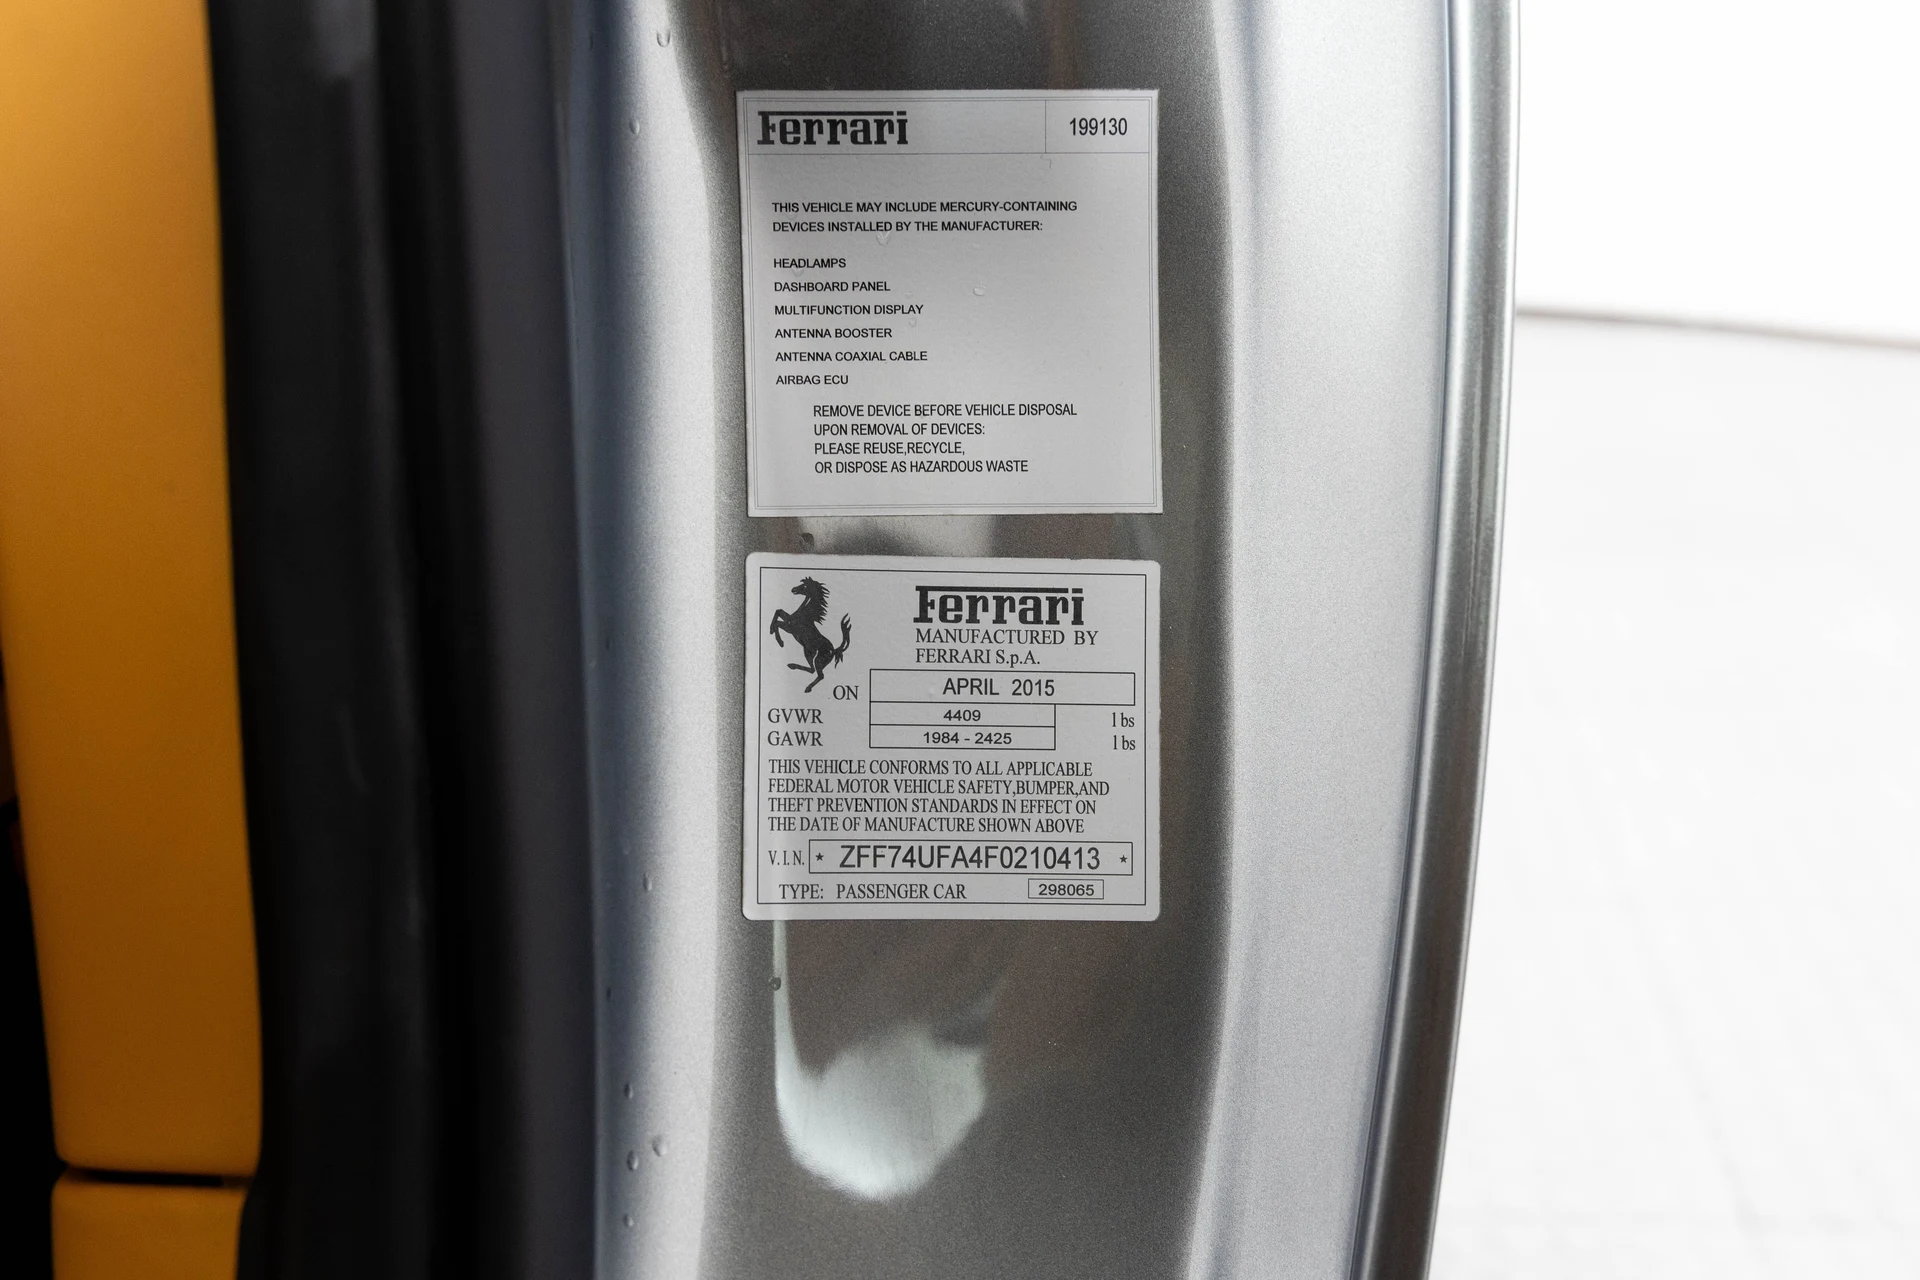 Ferrari 199130
THIS VEHICLE MAY INCLUDE MERCURY-CONTAINING
DEVICES INSTALLED BY THE MANUFACTURER:
HEADLAMPS
DASHBOARD PANEL
MULTIFUNCTION DISPLAY
ANTENNA BOOSTER
ANTENNA COAXIAL CABLE
AIRBAG ECU
REMOVE DEVICE BEFORE VEHICLE DISPOSAL
UPON REMOVAL OF DEVICES:
PLEASE REUSE,RECYCLE,
OR DISPOSE AS HAZARDOUS WASTE
Ferrari
MANUFACTURED BY
FERRARI S.p.A.
ON APRIL 2015
GVWR 4409 lbs
GAWR 1984 - 2425 lbs
THIS VEHICLE CONFORMS TO ALL APPLICABLE
FEDERAL MOTOR VEHICLE SAFETY,BUMPER,AND
THEFT PREVENTION STANDARDS IN EFFECT ON
THE DATE OF MANUFACTURE SHOWN ABOVE
V.I.N. * ZFF74UFA4F0210413 *
TYPE: PASSENGER CAR 298065